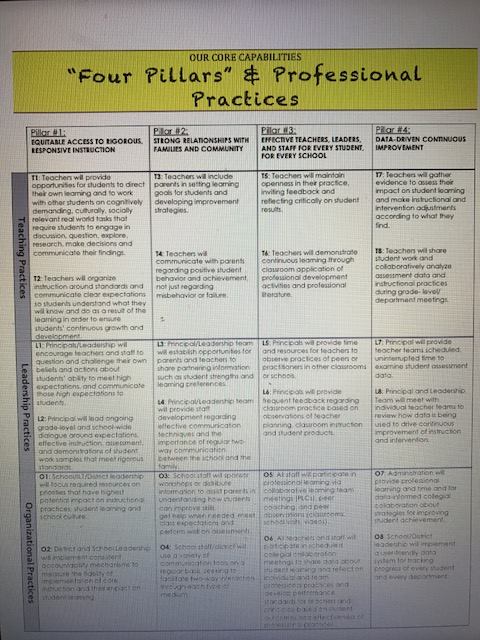 OUR CORE CAPABILITIES
"Four Pillars" & Professional
Practices
Pillar #1:
EQUITABLE ACCESS TO RIGOROUS,
RESPONSIVE INSTRUCTION
Pillar #2:
STRONG RELATIONSHIPS WITH
FAMILIES AND COMMUNITY
Pillar #3:
EFFECTIVE TEACHERS, LEADERS,
AND STAFF FOR EVERY STUDENT,
FOR EVERY SCHOOL
Pillar #4:
DATA-DRIVEN CONTINUOUS
IMPROVEMENT
Teaching Practices
T1: Teachers will provide
opportunities for students to direct
their own learning and to work
with other students on cognitively
demanding, culturally, socially
relevant real world tasks that
require students to engage in
discussion, question, explore,
research, make decisions and
communicate their findings.
T2: Teachers will organize
instruction around standards and
communicate clear expectations
so students understand what they
will know and do as a result of the
learning in order to ensure
students' continuous growth and
development.
T3: Teachers will include
parents in setting learning
goals for students and
developing improvement
strategies.
T4: Teachers will
communicate with parents
regarding positive student
behavior and achievement,
not just regarding
misbehavior or failure.
T5: Teachers will maintain
openness in their practice,
inviting feedback and
reflecting critically on student
results.
T6: Teachers will demonstrate
continuous learning through
classroom application of
professional development
activities and professional
literature.
T7: Teachers will gather
evidence to assess their
impact on student learning
and make instructional and
intervention adjustments
according to what they
find.
T8: Teachers will share
student work and
collaboratively analyze
assessment data and
instructional practices
during grade- level/
department meetings.
Leadership Practices
L1: Principals/Leadership will
encourage teachers and staff to
question and challenge their own
beliefs and actions about
students' ability to meet high
expectations, and communicate
those high expectations to
students.
L2: Principal will lead ongoing
grade-level and school-wide
dialogue around expectations,
effective instruction, assessment,
and demonstrations of student
work samples that meet rigorous
standards.
L3: Principal/Leadership team
will establish opportunities for
parents and teachers to
share partnering information
such as student strengths and
learning preferences.
L4: Principal/Leadership team
will provide staff
development regarding
effective communication
techniques and the
importance of regular two-
way communication
between the school and the
family.
L5: Principals will provide time
and resources for teachers to
observe practices of peers or
practitioners in other classrooms
or schools.
L6: Principals will provide
frequent feedback regarding
classroom practice based on
observations of teacher
planning, classroom instruction
and student products.
L7: Principal will provide
teacher teams scheduled,
uninterrupted time to
examine student assessment
data.
L8: Principal and Leadership
Team will meet with
individual teacher teams to
review how data is being
used to drive continuous
improvement of instruction
and intervention.
Organizational Practices
O1: School/ILT/District leadership
will focus team and resources on
priorities that have highest
potential impact on instructional
practices, student learning and
school culture.
O2: District and School Leadership
will implement consistent
accountability mechanisms to
measure the fidelity of
implementation of core
instruction and their impact on
student learning.
O3: School staff will sponsor
workshops or distribute
information to assist parents in
understanding how students
can improve skills
get help when needed, meet
class expectations and
perform well on assessments.
O4: School staff/district will
use a variety of
communication tools on a
regular basis, seeking to
facilitate two-way interaction
through each type of
medium.
O5: All staff will participate in
professional learning via
collaborative learning team
meetings (PLCs), peer
coaching, and peer
observations (classrooms,
school visits, videos).
O6: All teachers and staff will
participate in scheduled
collegial collaboration
meetings to share data about
student learning and reflect on
individual and team
professional practices and
develop performance
standards for teachers and
principals based on student
outcomes and effectiveness of
O7: Administration will
provide professional
learning and time for
data-informed collegial
collaboration about
strategies for improving
student achievement.
O8: School/District
leadership will implement
a user-friendly data
system for tracking
progress of every student
and every department.